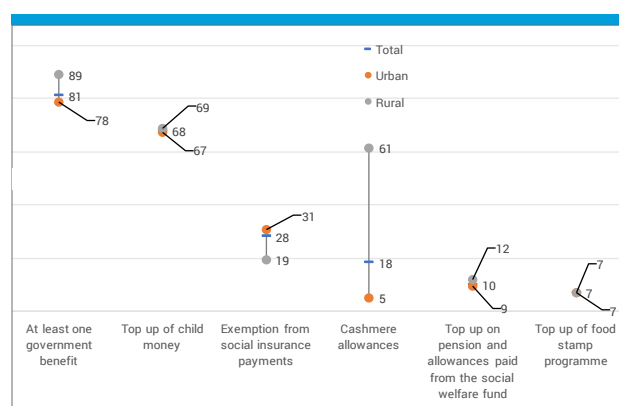 Total
Urban
Rural
89
81
78
69
68
67
31
28
19
61
18
5
12
10
9
7
7
7
At least one
government
benefit
Top up of child
money
Exemption from
social insurance
payments
Cashmere
allowances
Top up on
pension and
allowances paid
from the social
welfare fund
Top up of food
stamp
programme